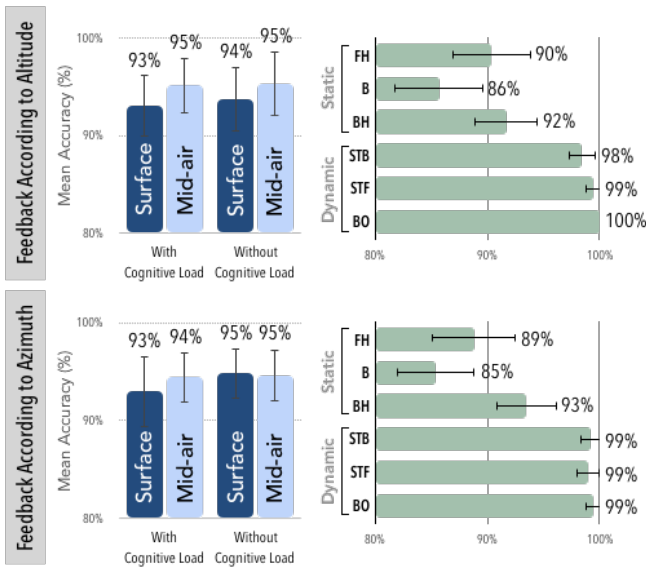 Feedback According to Altitude
Mean Accuracy (%)
100%
90%
80%
93%
95%
94%
95%
Surface
Mid-air
Surface
Mid-air
With
Cognitive Load
Without
Cognitive Load
Static
Dynamic
FH
90%
B
86%
BH
92%
STB
98%
STF
99%
BO
100%
80%
90%
100%
Feedback According to Azimuth
Mean Accuracy (%)
100%
90%
80%
93%
94%
95%
95%
Surface
Mid-air
Surface
Mid-air
With
Cognitive Load
Without
Cognitive Load
Static
Dynamic
FH
89%
B
85%
BH
93%
STB
99%
STF
99%
BO
99%
80%
90%
100%